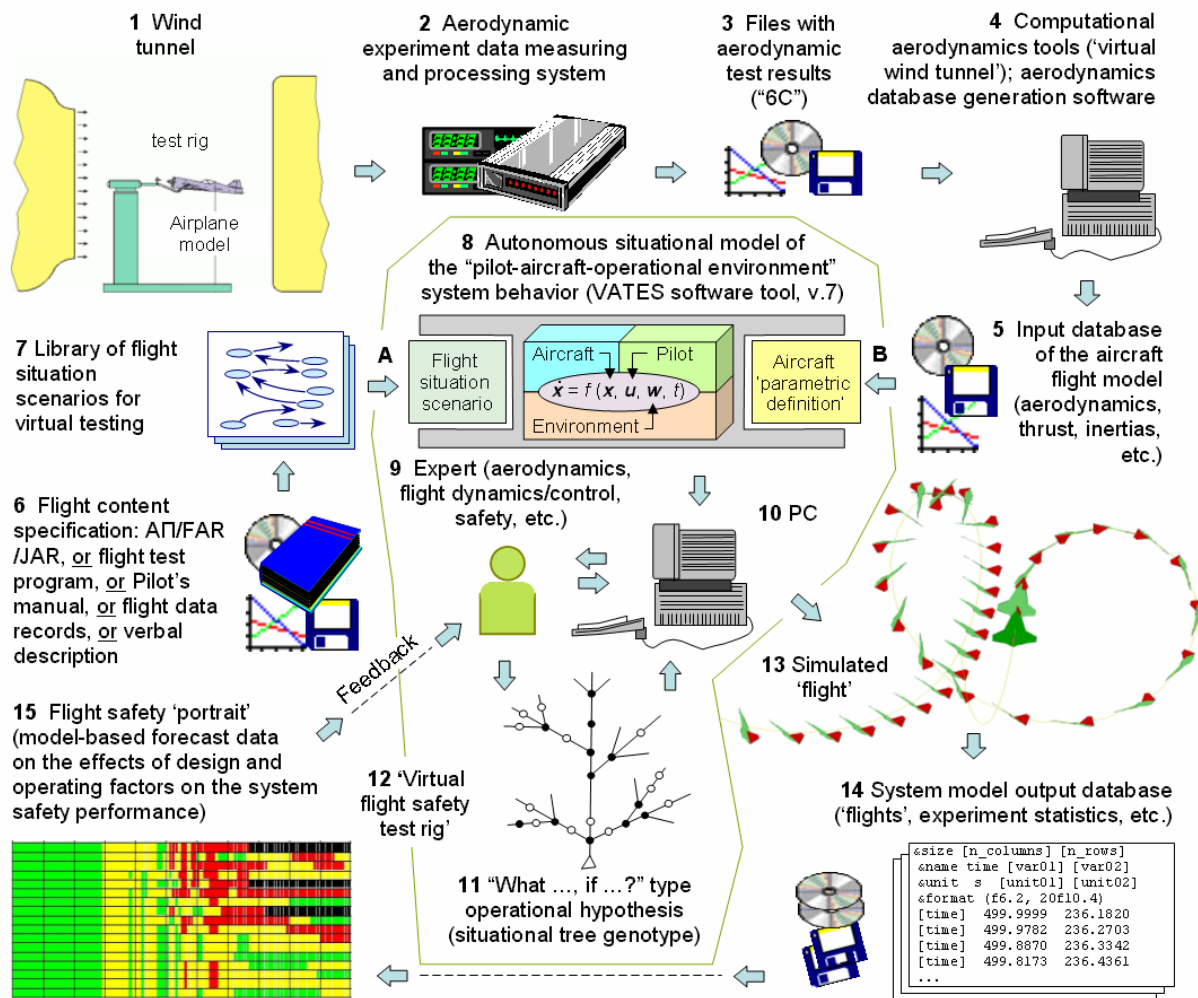 1 Wind
tunnel
test rig
Airplane
model
2 Aerodynamic
experiment data measuring
and processing system
3 Files with
aerodynamic
test results
(“6C”)
4 Computational
aerodynamics tools (‘virtual
wind tunnel’); aerodynamics
database generation software
5 Input database
of the aircraft
flight model
(aerodynamics,
thrust, inertias,
etc.)
6 Flight content
specification: АП/FAR
/JAR, or flight test
program, or Pilot’s
manual, or flight data
records, or verbal
description
7 Library of flight
situation
scenarios for
virtual testing
8 Autonomous situational model of
the “pilot-aircraft-operational environment”
system behavior (VATES software tool, v.7)
A
Flight
situation
scenario
Aircraft
Pilot
ẋ = f (x, u, w, t)
Environment
Aircraft
‘parametric
definition’
B
9 Expert (aerodynamics,
flight dynamics/control,
safety, etc.)
10 PC
11 “What …, if …?” type
operational hypothesis
(situational tree genotype)
12 ‘Virtual
flight safety
test rig’
13 Simulated
‘flight’
14 System model output database
(‘flights’, experiment statistics, etc.)
&size [n_columns] [n_rows]
&name time [var01] [var02]
&unit s [unit01] [unit02]
&format (f6.2, 20f10.4)
[time] 499.9999 236.1820
[time] 499.9782 236.2703
[time] 499.8870 236.3342
[time] 499.8173 236.4361
...
15 Flight safety ‘portrait’
(model-based forecast data
on the effects of design and
operating factors on the system
safety performance)
Feedback